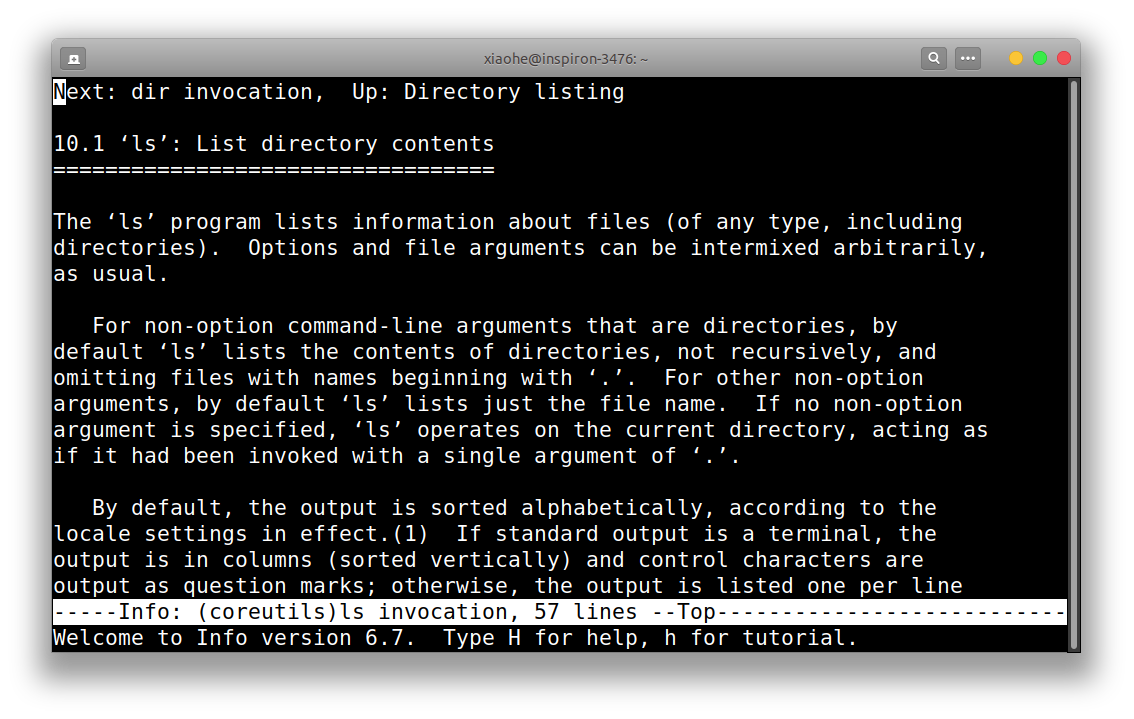 xiaohe@inspiron-3476: ~
Next: dir invocation,  Up: Directory listing
10.1 ‘ls’: List directory contents
==================================
The ‘ls’ program lists information about files (of any type, including
directories).  Options and file arguments can be intermixed arbitrarily,
as usual.
   For non-option command-line arguments that are directories, by
default ‘ls’ lists the contents of directories, not recursively, and
omitting files with names beginning with ‘.’.  For other non-option
arguments, by default ‘ls’ lists just the file name.  If no non-option
argument is specified, ‘ls’ operates on the current directory, acting as
if it had been invoked with a single argument of ‘.’.
   By default, the output is sorted alphabetically, according to the
locale settings in effect.(1)  If standard output is a terminal, the
output is in columns (sorted vertically) and control characters are
output as question marks; otherwise, the output is listed one per line
-----Info: (coreutils)ls invocation, 57 lines --Top---------------------------
Welcome to Info version 6.7.  Type H for help, h for tutorial.